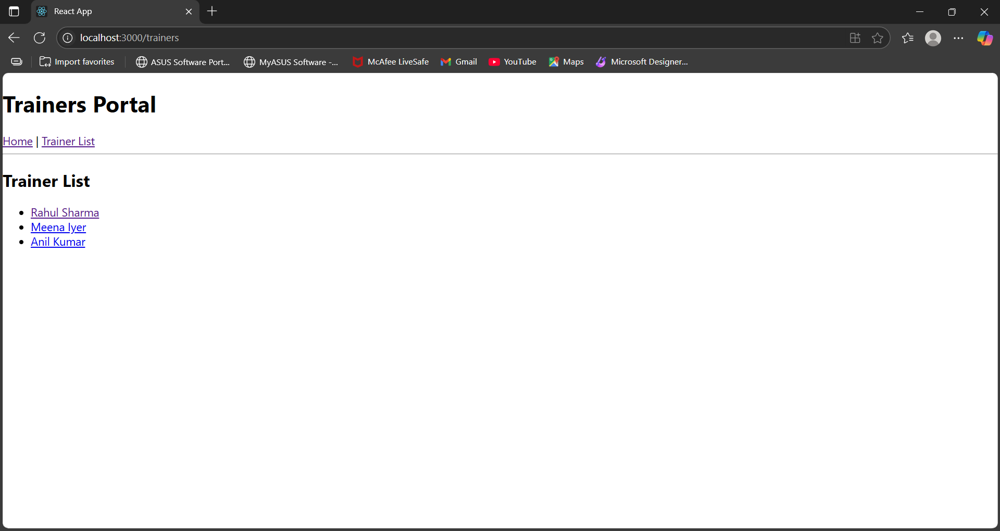 React App
localhost:3000/trainers
Import favorites
ASUS Software Port...
MyASUS Software -...
McAfee LiveSafe
Gmail
YouTube
Maps
Microsoft Designer...
Trainers Portal
Home | Trainer List
Trainer List
Rahul Sharma
Meena Iyer
Anil Kumar